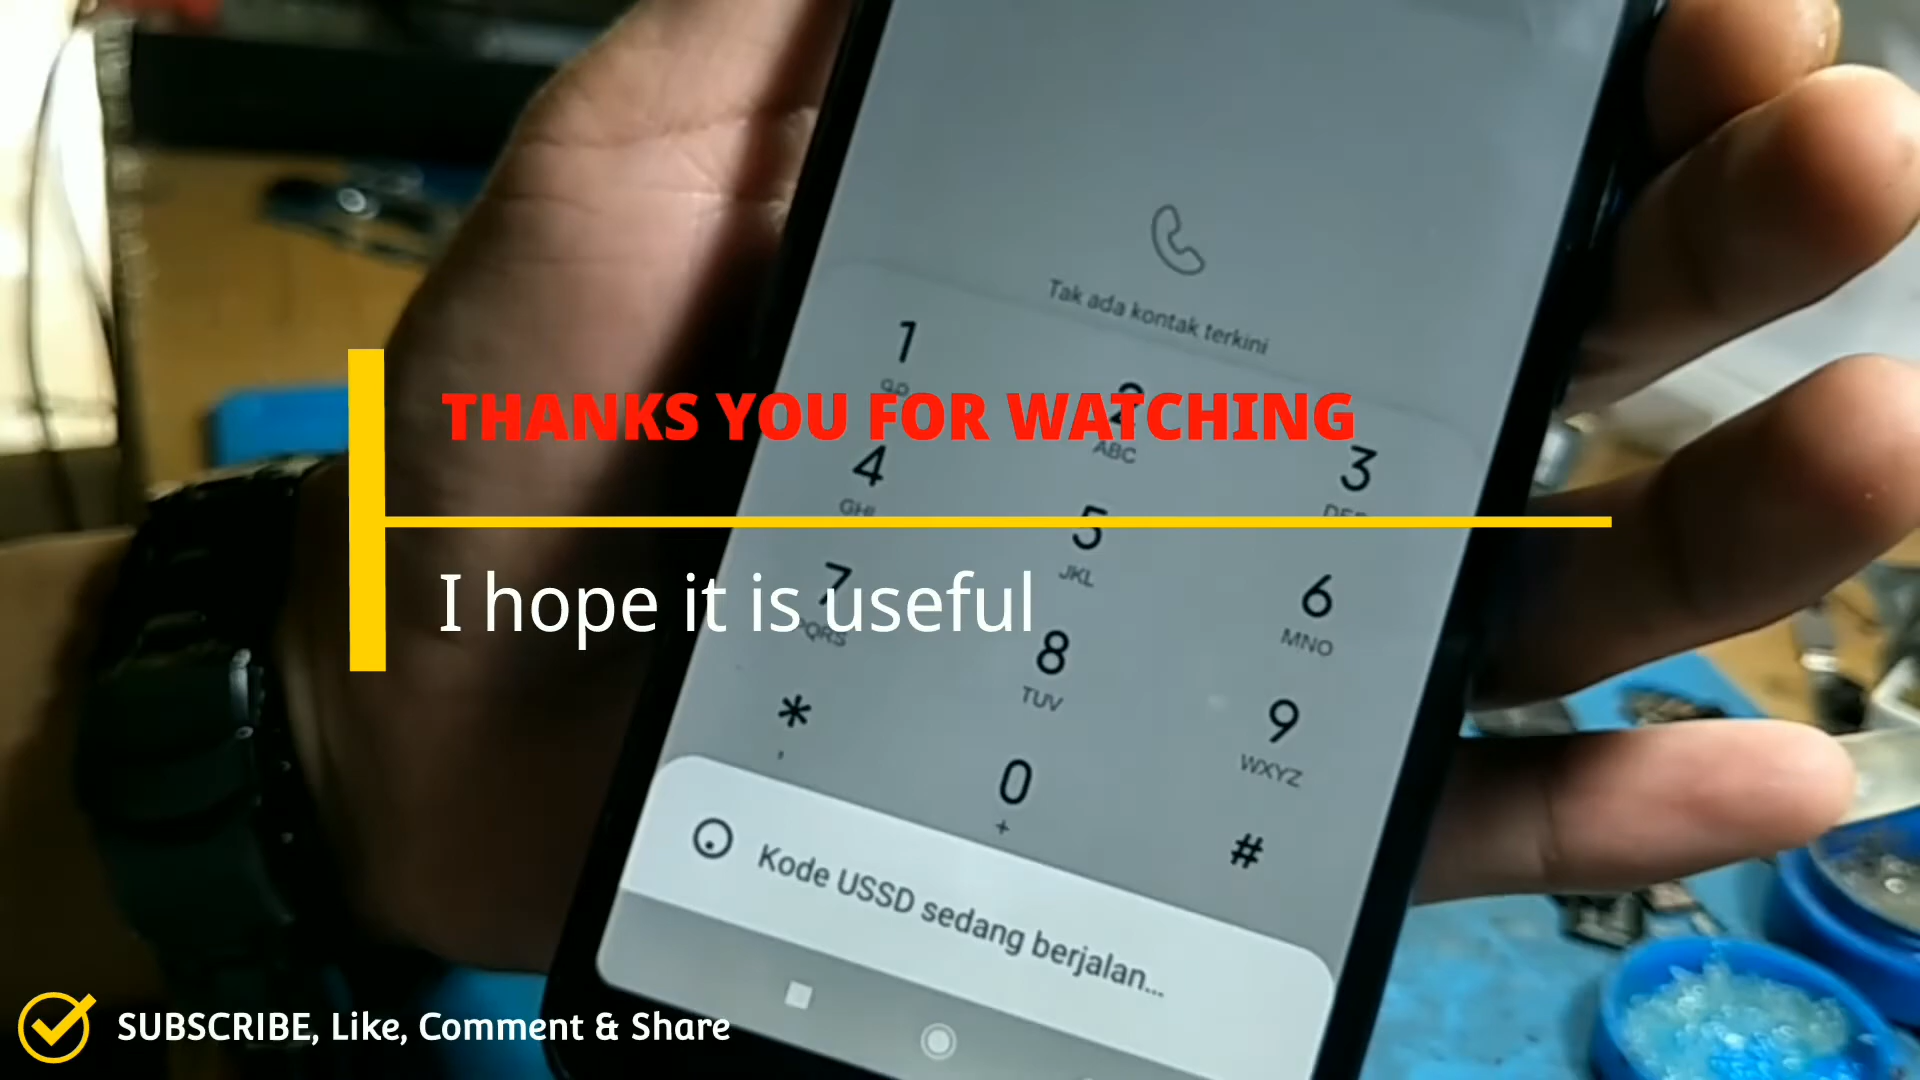 Tak ada kontak terkini
1
2
ABC
3
THANKS YOU FOR WATCHING
4
GHI
5
JKL
6
MNO
I hope it is useful
7
PQRS
8
TUV
9
WXYZ
*
,
0
+
#
Kode USSD sedang berjalan...
SUBSCRIBE, Like, Comment & Share